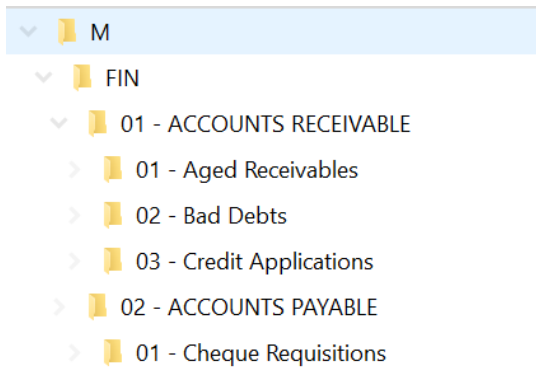 M
FIN
01 - ACCOUNTS RECEIVABLE
01 - Aged Receivables
02 - Bad Debts
03 - Credit Applications
02 - ACCOUNTS PAYABLE
01 - Cheque Requisitions